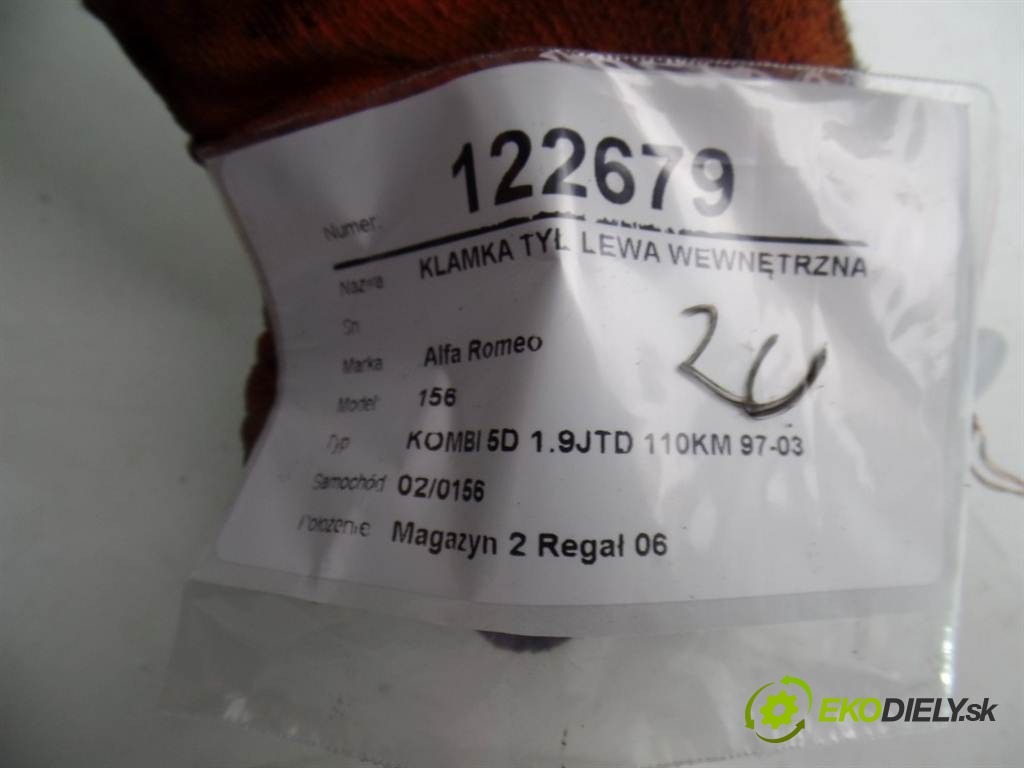 Numer: 122679
Nazwa KLAMKA TYŁ LEWA WEWNĘTRZNA
Sn
Marka Alfa Romeo
Model: 156
Typ KOMBI 5D 1.9JTD 110KM 97-03
Samochód 02/0156
Położenie Magazyn 2 Regał 06
EKODIELY.sk